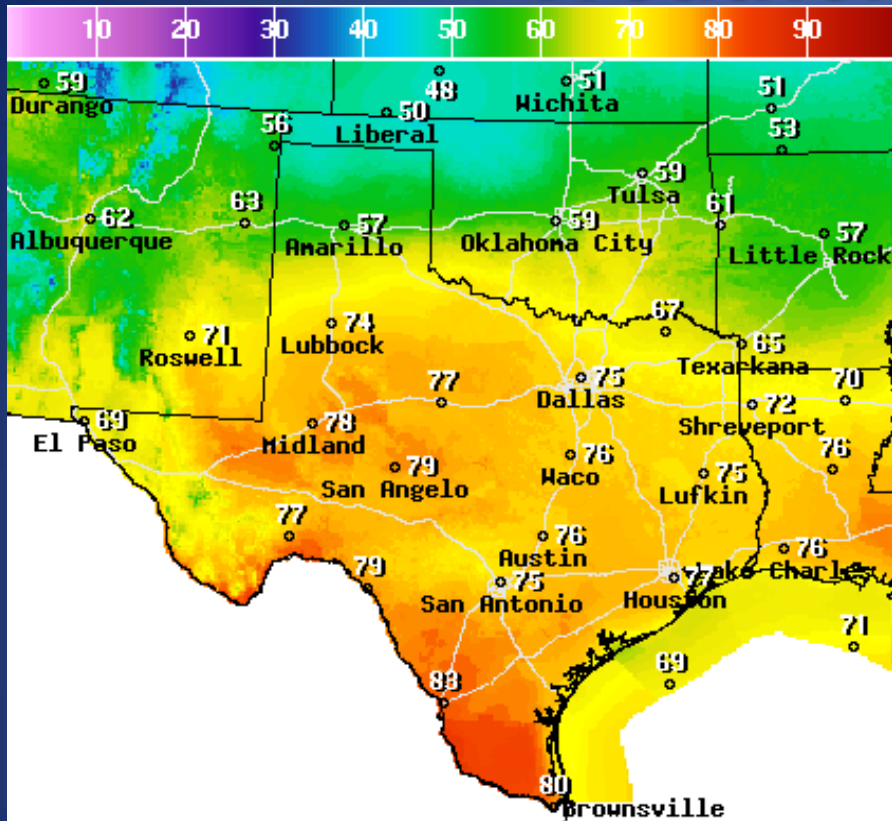 10 20 30 40 50 60 70 80 90
48
59
Durango
51
Wichita
51
50
Liberal
56
53
59
Tulsa
62
Albuquerque
63
57
Amarillo
59
Oklahoma City
61
57
Little Rock
71
Roswell
74
Lubbock
67
65
Texarkana
75
Dallas
77
72
Shreveport
70
69
El Paso
78
Midland
79
San Angelo
76
Waco
75
Lufkin
76
77
76
Austin
76
Lake Charles
79
75
San Antonio
77
Houston
71
69
83
80
Brownsville